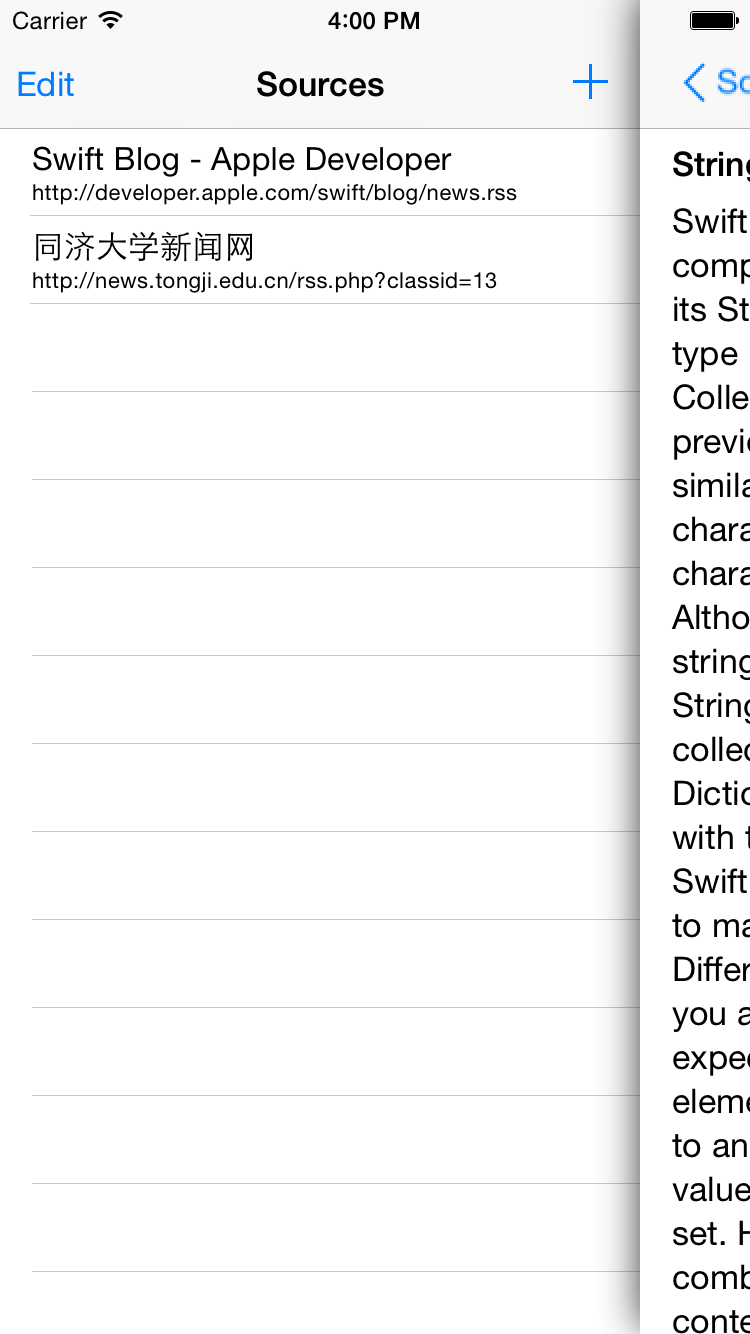 Carrier 4:00 PM
Edit Sources +
Swift Blog - Apple Developer
http://developer.apple.com/swift/blog/news.rss
同济大学新闻网
http://news.tongji.edu.cn/rss.php?classid=13
So
String
Swift
comp
its St
type
Colle
previo
simila
chara
chara
Altho
string
String
collec
Dictio
with t
Swift
to ma
Differ
you a
expec
eleme
to an
value
set. H
comb
conte